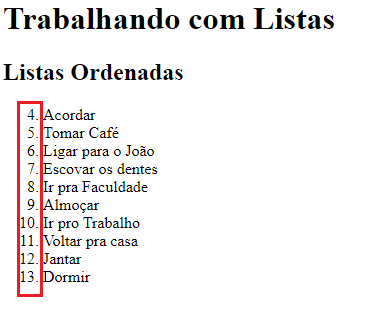 Trabalhando com Listas
Listas Ordenadas
4. Acordar
5. Tomar Café
6. Ligar para o João
7. Escovar os dentes
8. Ir pra Faculdade
9. Almoçar
10. Ir pro Trabalho
11. Voltar pra casa
12. Jantar
13. Dormir